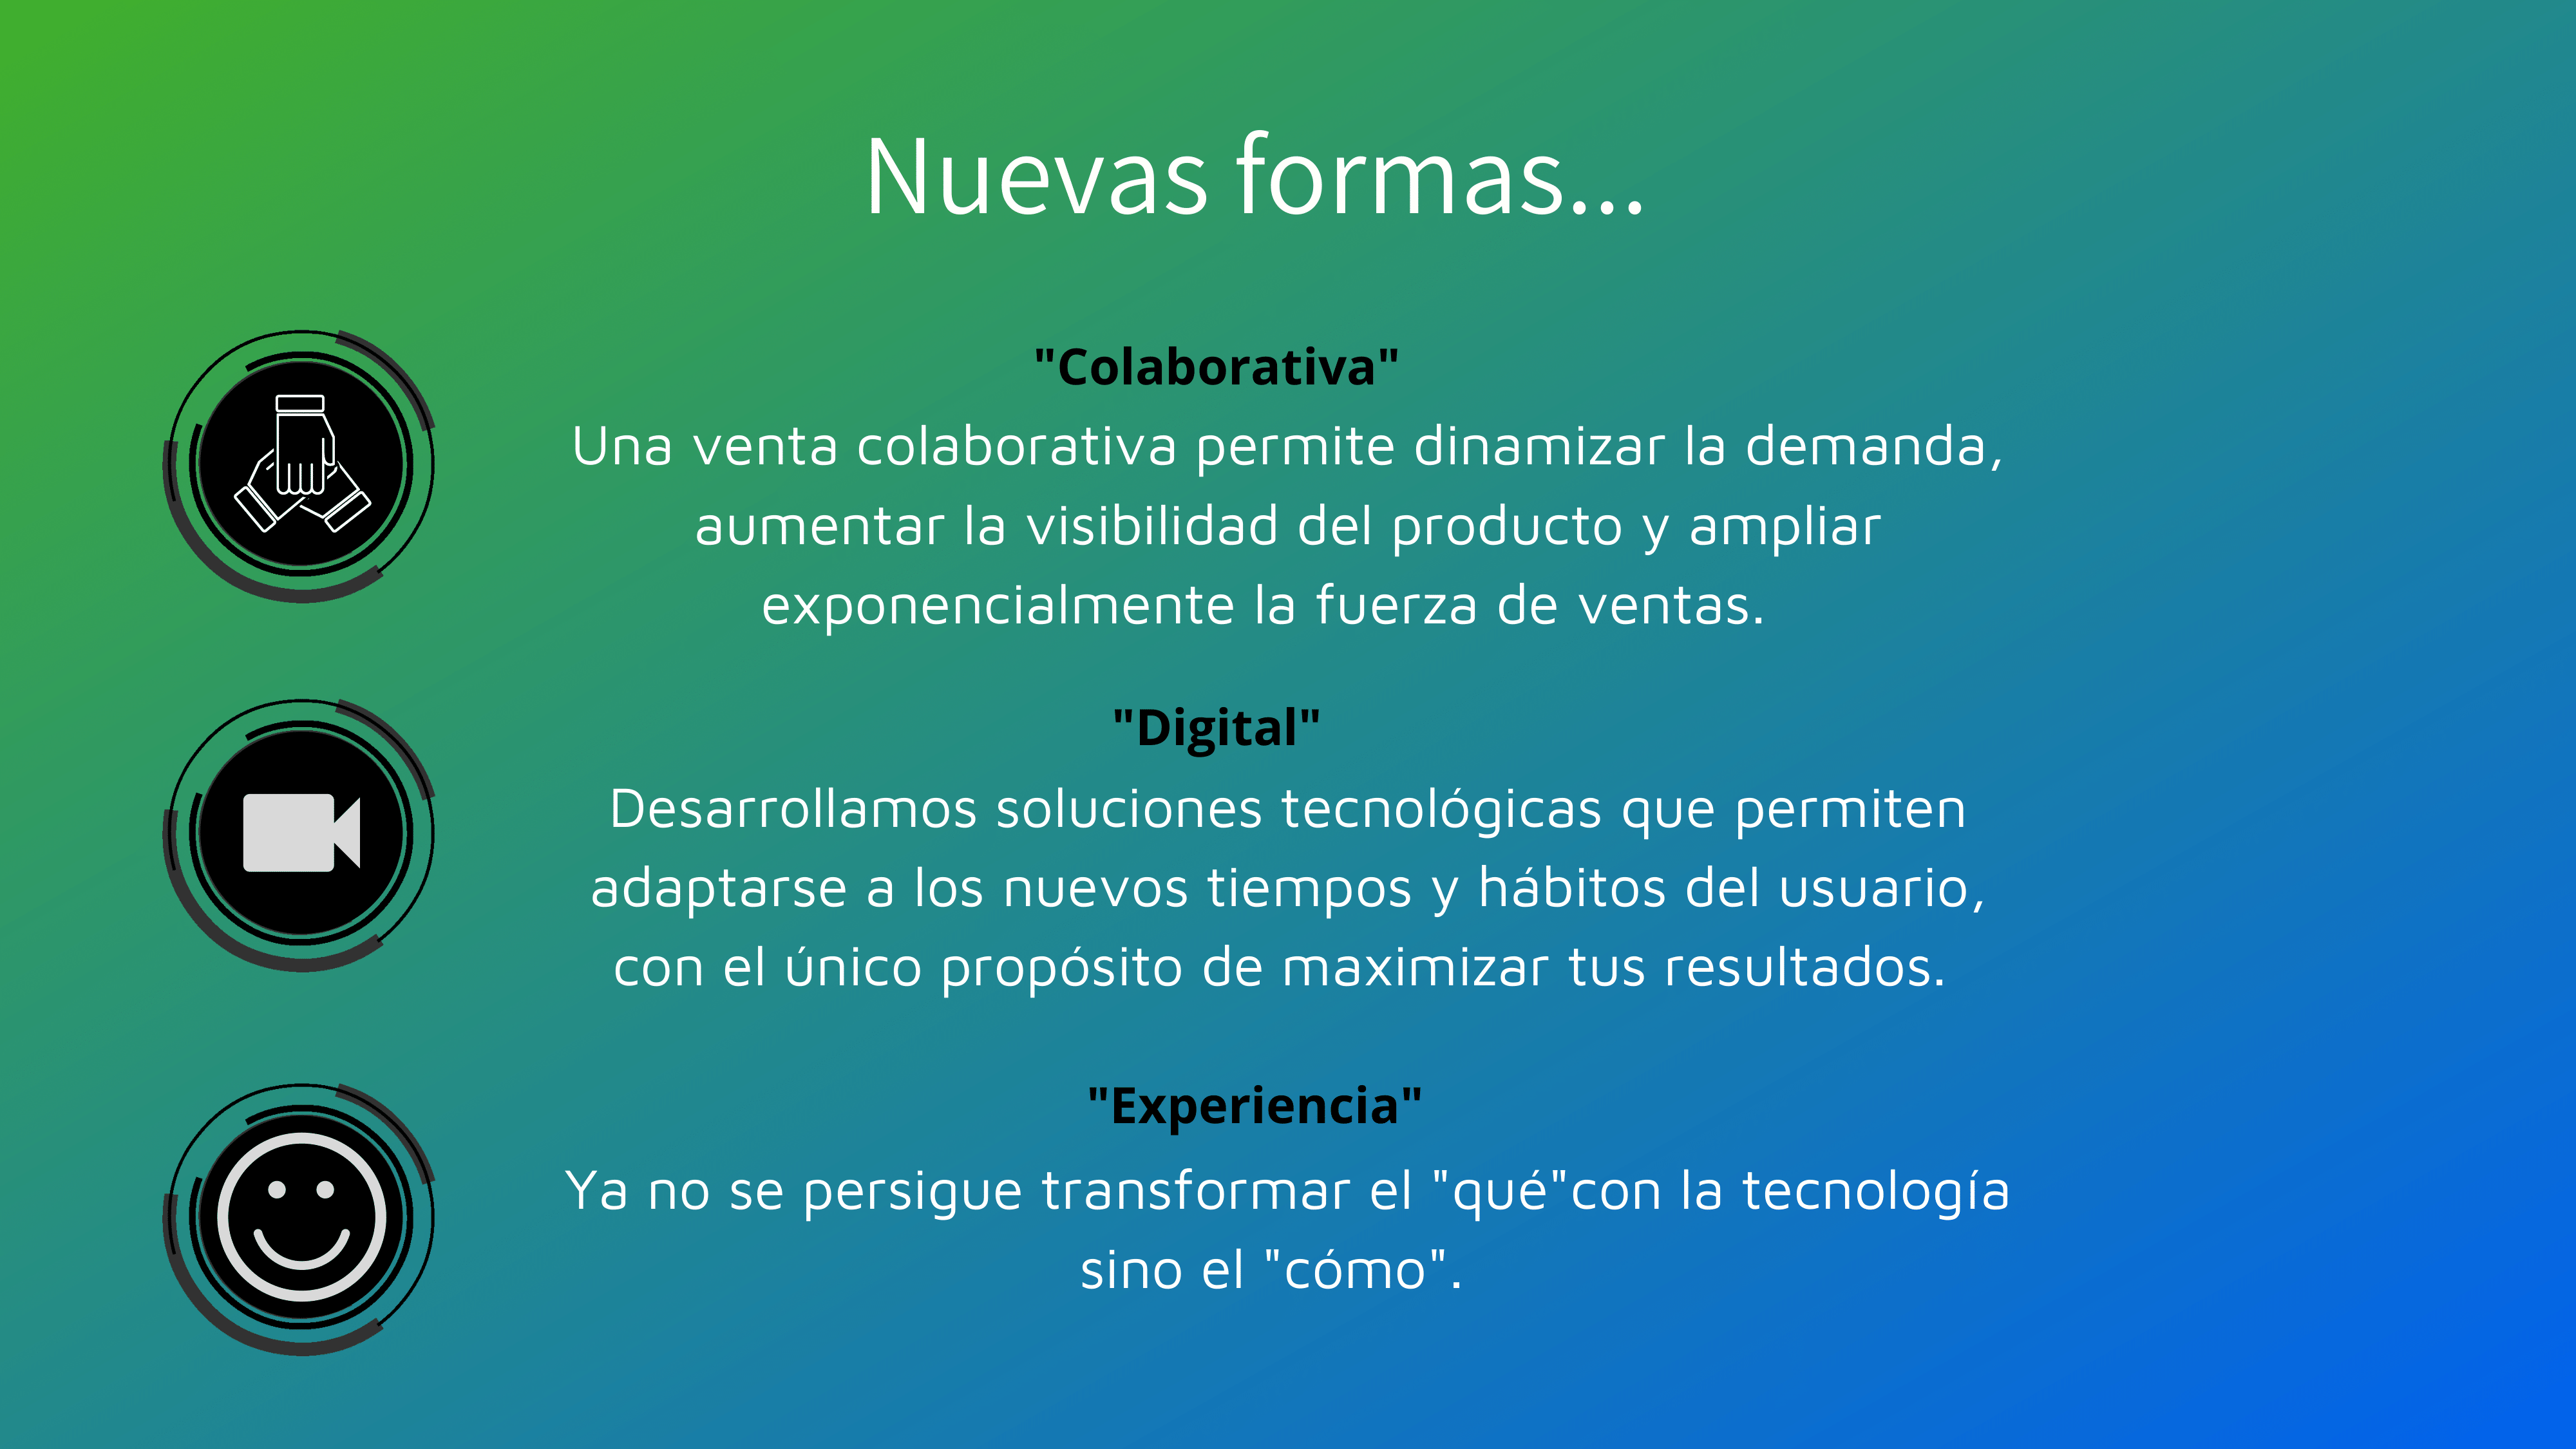 Nuevas formas...
"Colaborativa"
Una venta colaborativa permite dinamizar la demanda,
aumentar la visibilidad del producto y ampliar
exponencialmente la fuerza de ventas.
"Digital"
Desarrollamos soluciones tecnológicas que permiten
adaptarse a los nuevos tiempos y hábitos del usuario,
con el único propósito de maximizar tus resultados.
"Experiencia"
Ya no se persigue transformar el "qué"con la tecnología
sino el "cómo".